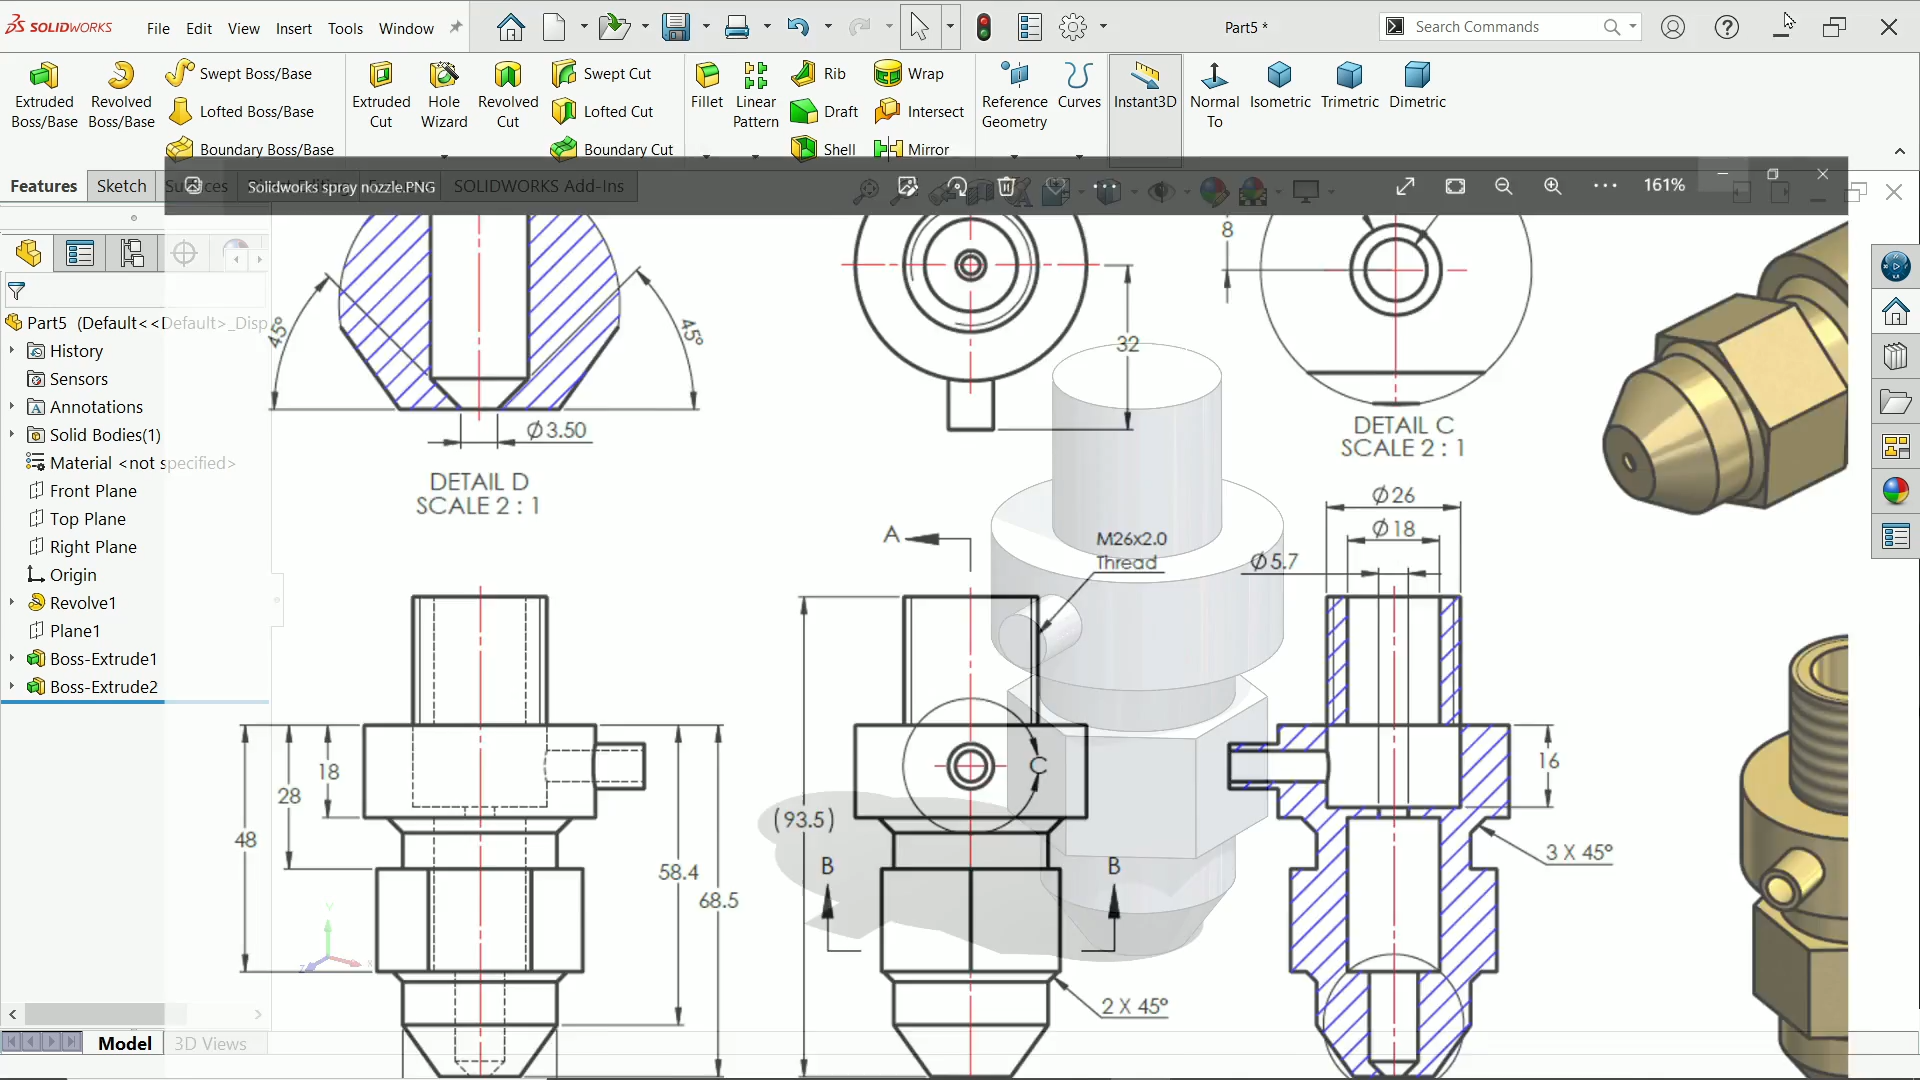 SOLIDWORKS File Edit View Insert Tools Window
Part5 *
Search Commands
Extruded Boss/Base
Revolved Boss/Base
Swept Boss/Base
Lofted Boss/Base
Boundary Boss/Base
Extruded Cut
Hole Wizard
Revolved Cut
Swept Cut
Lofted Cut
Boundary Cut
Fillet
Linear Pattern
Rib
Draft
Shell
Wrap
Intersect
Mirror
Reference Geometry
Curves
Instant3D
Normal To
Isometric
Trimetric
Dimetric
Features Sketch
Solidworks spray nozzle.PNG
SOLIDWORKS Add-Ins
161%
Part5 (Default<<Default>_Disp
History
Sensors
Annotations
Solid Bodies(1)
Material <not specified>
Front Plane
Top Plane
Right Plane
Origin
Revolve1
Plane1
Boss-Extrude1
Boss-Extrude2
Model 3D Views
45°
45°
Ø3.50
DETAIL D
SCALE 2 : 1
32
8
DETAIL C
SCALE 2 : 1
A
M26x2.0
Thread
Ø26
Ø18
Ø5.7
18
28
48
58.4
68.5
(93.5)
C
B
B
2 X 45°
16
3 X 45°